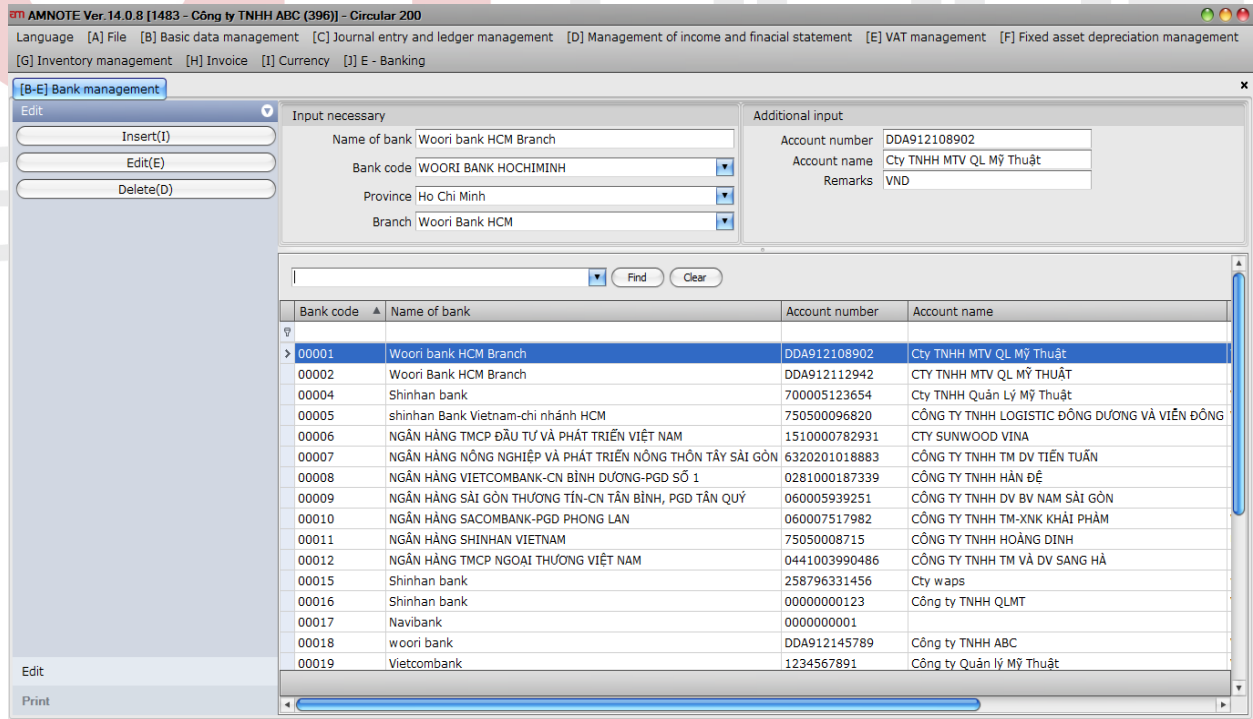 am AMNOTE Ver.14.0.8 [1483 - Công ty TNHH ABC (396)] - Circular 200
Language [A] File [B] Basic data management [C] Journal entry and ledger management [D] Management of income and finacial statement [E] VAT management [F] Fixed asset depreciation management
[G] Inventory management [H] Invoice [I] Currency [J] E - Banking
[B-E] Bank management x
Edit
Insert(I)
Edit(E)
Delete(D)
Input necessary
Name of bank Woori bank HCM Branch
Bank code WOORI BANK HOCHIMINH
Province Ho Chi Minh
Branch Woori Bank HCM
Additional input
Account number DDA912108902
Account name Cty TNHH MTV QL Mỹ Thuật
Remarks VND
Find Clear
Bank code Name of bank Account number Account name
00001 Woori bank HCM Branch DDA912108902 Cty TNHH MTV QL Mỹ Thuật
00002 Woori Bank HCM Branch DDA912112942 CTY TNHH MTV QL MỸ THUẬT
00004 Shinhan bank 700005123654 Cty TNHH Quản Lý Mỹ Thuật
00005 shinhan Bank Vietnam-chi nhánh HCM 750500096820 CÔNG TY TNHH LOGISTIC ĐÔNG DƯƠNG VÀ VIỄN ĐÔNG
00006 NGÂN HÀNG TMCP ĐẦU TƯ VÀ PHÁT TRIỂN VIỆT NAM 1510000782931 CTY SUNWOOD VINA
00007 NGÂN HÀNG NÔNG NGHIỆP VÀ PHÁT TRIỂN NÔNG THÔN TÂY SÀI GÒN 6320201018883 CÔNG TY TNHH TM DV TIẾN TUẤN
00008 NGÂN HÀNG VIETCOMBANK-CN BÌNH DƯƠNG-PGD SỐ 1 0281000187339 CÔNG TY TNHH HÀN ĐỆ
00009 NGÂN HÀNG SÀI GÒN THƯƠNG TÍN-CN TÂN BÌNH, PGD TÂN QUÝ 060005939251 CÔNG TY TNHH DV BV NAM SÀI GÒN
00010 NGÂN HÀNG SACOMBANK-PGD PHONG LAN 060007517982 CÔNG TY TNHH TM-XNK KHẢI PHÀM
00011 NGÂN HÀNG SHINHAN VIETNAM 75050008715 CÔNG TY TNHH HOÀNG DINH
00012 NGÂN HÀNG TMCP NGOẠI THƯƠNG VIỆT NAM 0441003990486 CÔNG TY TNHH TM VÀ DV SANG HÀ
00015 Shinhan bank 258796331456 Cty waps
00016 Shinhan bank 00000000123 Công ty TNHH QLMT
00017 Navibank 0000000001
00018 woori bank DDA912145789 Công ty TNHH ABC
00019 Vietcombank 1234567891 Công ty Quản lý Mỹ Thuật
Edit
Print